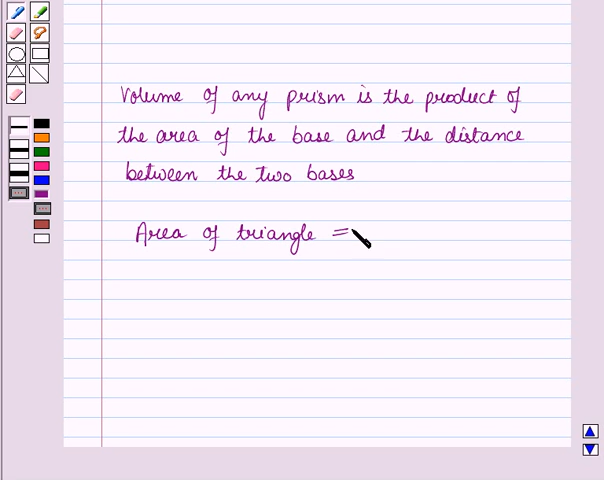 Volume of any prism is the product of
the area of the base and the distance
between the two bases
Area of triangle =